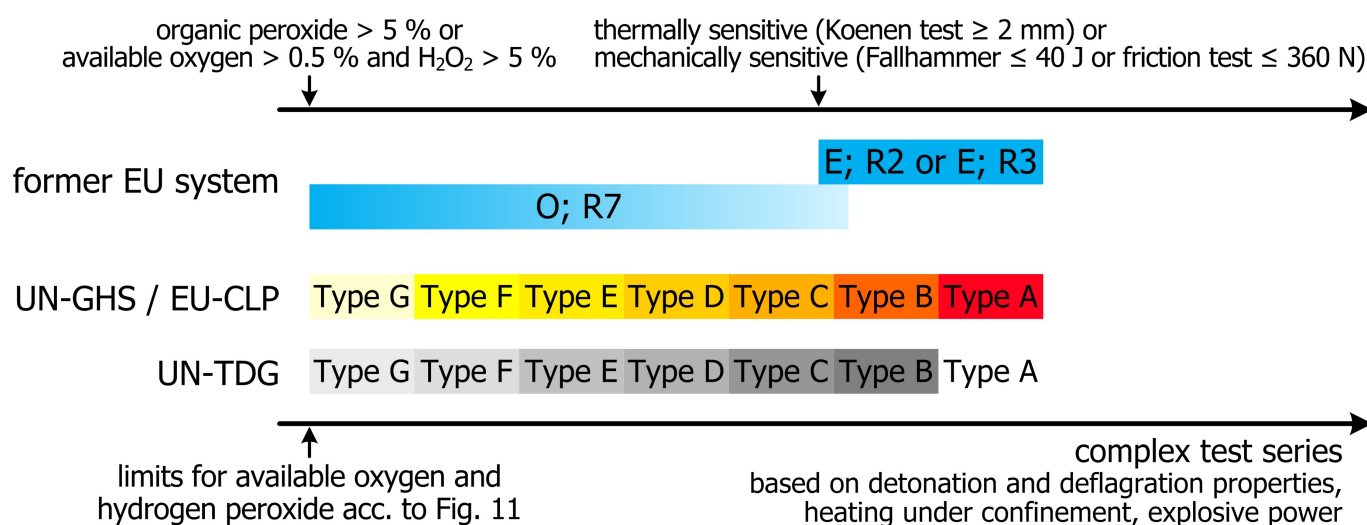 organic peroxide > 5 % or
available oxygen > 0.5 % and H₂O₂ > 5 %
thermally sensitive (Koenen test ≥ 2 mm) or
mechanically sensitive (Fallhammer ≤ 40 J or friction test ≤ 360 N)
former EU system
E; R2 or E; R3
O; R7
UN-GHS / EU-CLP
Type G Type F Type E Type D Type C Type B Type A
UN-TDG
Type G Type F Type E Type D Type C Type B Type A
limits for available oxygen and
hydrogen peroxide acc. to Fig. 11
complex test series
based on detonation and deflagration properties,
heating under confinement, explosive power